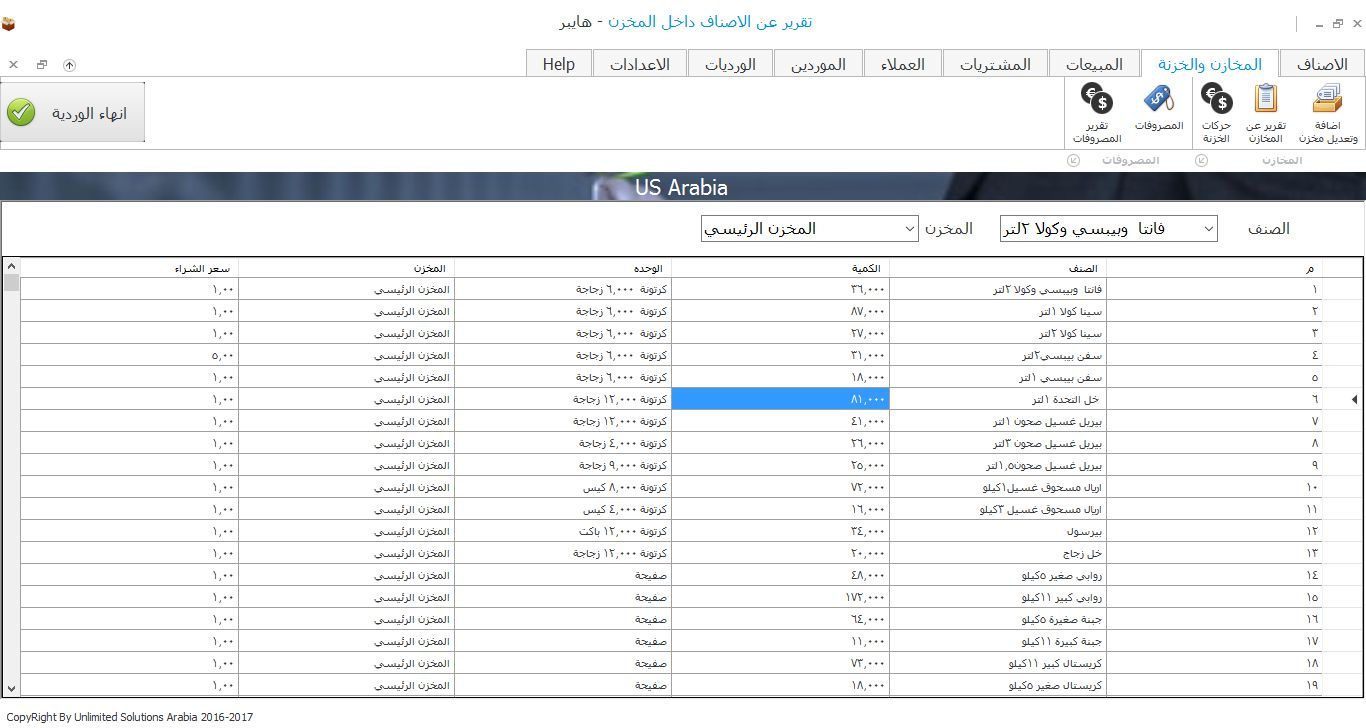 تقرير عن الاصناف داخل المخزن - هايبر
الاصناف المخازن والخزنة المبيعات المشتريات العملاء الموردين الورديات الاعدادات Help
اضافة وتعديل مخزن
تقرير عن المخازن
حركات الخزنة
المصروفات
تقرير المصروفات
انهاء الوردية
المخازن المصروفات
US Arabia
الصنف فانتا وبيبسي وكولا ٢لتر المخزن المخزن الرئيسي
م الصنف الكمية الوحده المخزن سعر الشراء
١ فانتا وبيبسي وكولا ٢لتر ٣٦,٠٠٠ كرتونة ٦,٠٠٠ زجاجة المخزن الرئيسي ١,٠٠
٢ سينا كولا ١لتر ٨٧,٠٠٠ كرتونة ٦,٠٠٠ زجاجة المخزن الرئيسي ١,٠٠
٣ سينا كولا ٢لتر ٢٧,٠٠٠ كرتونة ٦,٠٠٠ زجاجة المخزن الرئيسي ١,٠٠
٤ سفن بيبسي٢لتر ٣١,٠٠٠ كرتونة ٦,٠٠٠ زجاجة المخزن الرئيسي ٥,٠٠
٥ سفن بيبسي ١لتر ١٨,٠٠٠ كرتونة ٦,٠٠٠ زجاجة المخزن الرئيسي ١,٠٠
٦ خل التحدة ١لتر ٨١,٠٠٠ كرتونة ١٢,٠٠٠ زجاجة المخزن الرئيسي ١,٠٠
٧ بيريل غسيل صحون ١لتر ٤١,٠٠٠ كرتونة ١٢,٠٠٠ زجاجة المخزن الرئيسي ١,٠٠
٨ بيريل غسيل صحون ٣لتر ٢٦,٠٠٠ كرتونة ٤,٠٠٠ زجاجة المخزن الرئيسي ١,٠٠
٩ بيريل غسيل صحون١,٥لتر ٢٥,٠٠٠ كرتونة ٩,٠٠٠ زجاجة المخزن الرئيسي ١,٠٠
١٠ اريال مسحوق غسيل١كيلو ٧٢,٠٠٠ كرتونة ٨,٠٠٠ كيس المخزن الرئيسي ١,٠٠
١١ اريال مسحوق غسيل ٣كيلو ١٦,٠٠٠ كرتونة ٤,٠٠٠ كيس المخزن الرئيسي ١,٠٠
١٢ بيرسول ٣٤,٠٠٠ كرتونة ١٢,٠٠٠ باكت المخزن الرئيسي ١,٠٠
١٣ خل زجاج ٢٠,٠٠٠ كرتونة ١٢,٠٠٠ زجاجة المخزن الرئيسي ١,٠٠
١٤ روابي صغير ٥كيلو ٤٨,٠٠٠ صفيحة المخزن الرئيسي ١,٠٠
١٥ روابي كبير ١١كيلو ١٧٢,٠٠٠ صفيحة المخزن الرئيسي ١,٠٠
١٦ جبنة صغيرة ٥كيلو ٦٤,٠٠٠ صفيحة المخزن الرئيسي ١,٠٠
١٧ جبنة كبيرة ١١كيلو ١١,٠٠٠ صفيحة المخزن الرئيسي ١,٠٠
١٨ كريستال كبير ١١كيلو ٧٣,٠٠٠ صفيحة المخزن الرئيسي ١,٠٠
١٩ كريستال صغير ٥كيلو ١٨,٠٠٠ صفيحة المخزن الرئيسي ١,٠٠
CopyRight By Unlimited Solutions Arabia 2016-2017